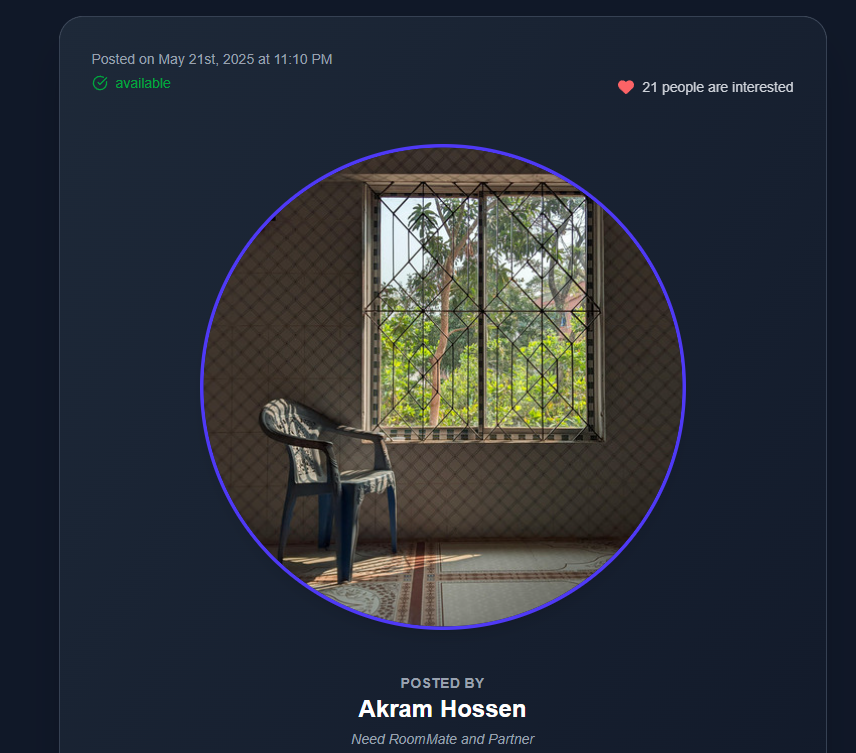 Posted on May 21st, 2025 at 11:10 PM
available
21 people are interested
POSTED BY
Akram Hossen
Need RoomMate and Partner